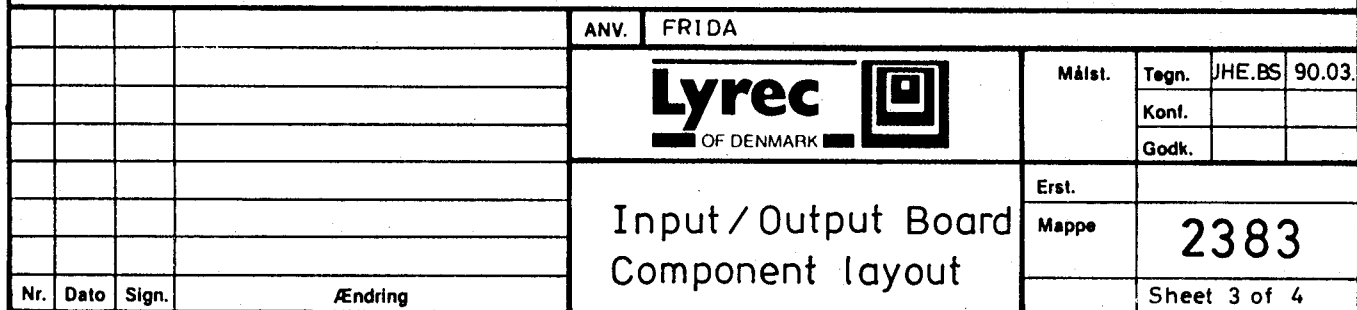 ANV. FRIDA
Lyrec
OF DENMARK
Målst.
Tegn. JHE.BS 90.03.
Konf.
Godk.
Erst.
Input / Output Board
Component layout
Mappe 2383
Sheet 3 of 4
Nr. Dato Sign. Ændring